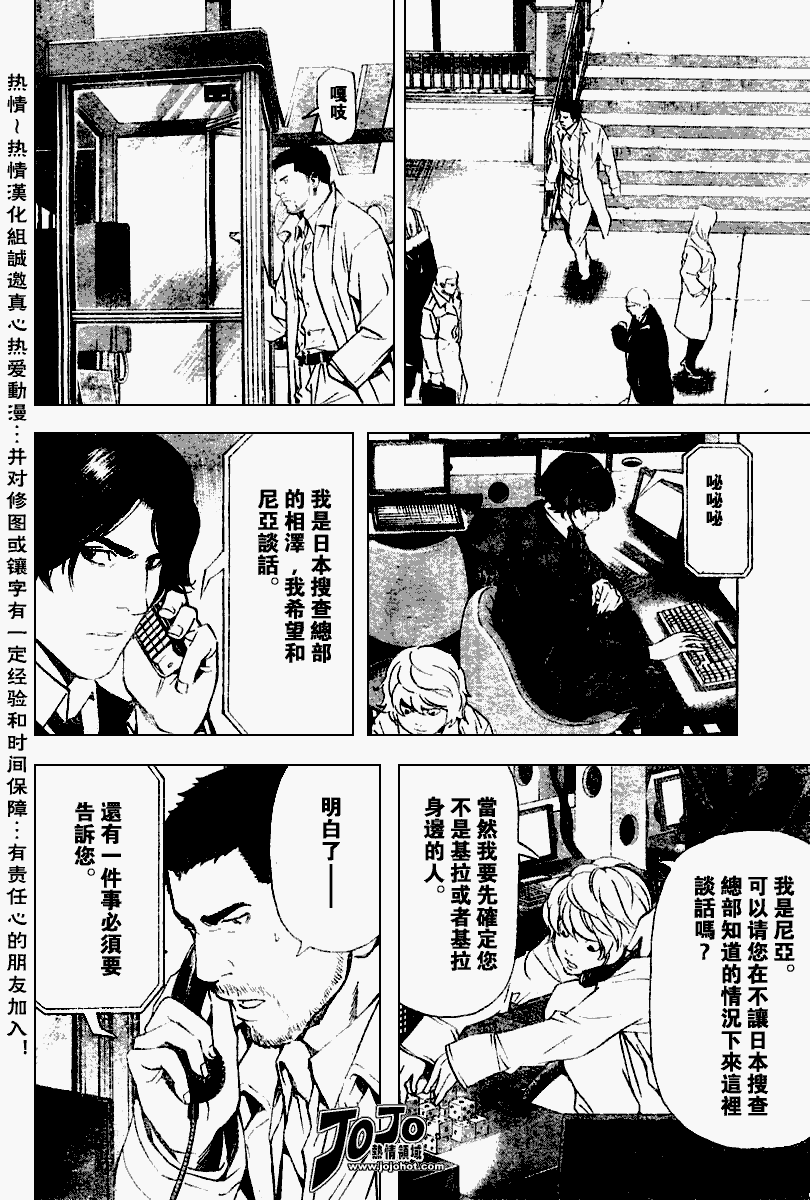 嘎吱
哔哔哔
我是日本搜查總部
的相澤，我希望和
尼亞談話。
我是尼亞。
可以请您在不讓日本搜查
總部知道的情況下來這裡
談話嗎？
當然我要先確定您
不是基拉或者基拉
身邊的人。
明白了——
還有一件事必須要
告訴您。
热情～热情漢化組誠邀真心热爱動漫…并对修图或镶字有一定经验和时间保障…有责任心的朋友加入！
JOJO
熱情領域
www.jojohot.com